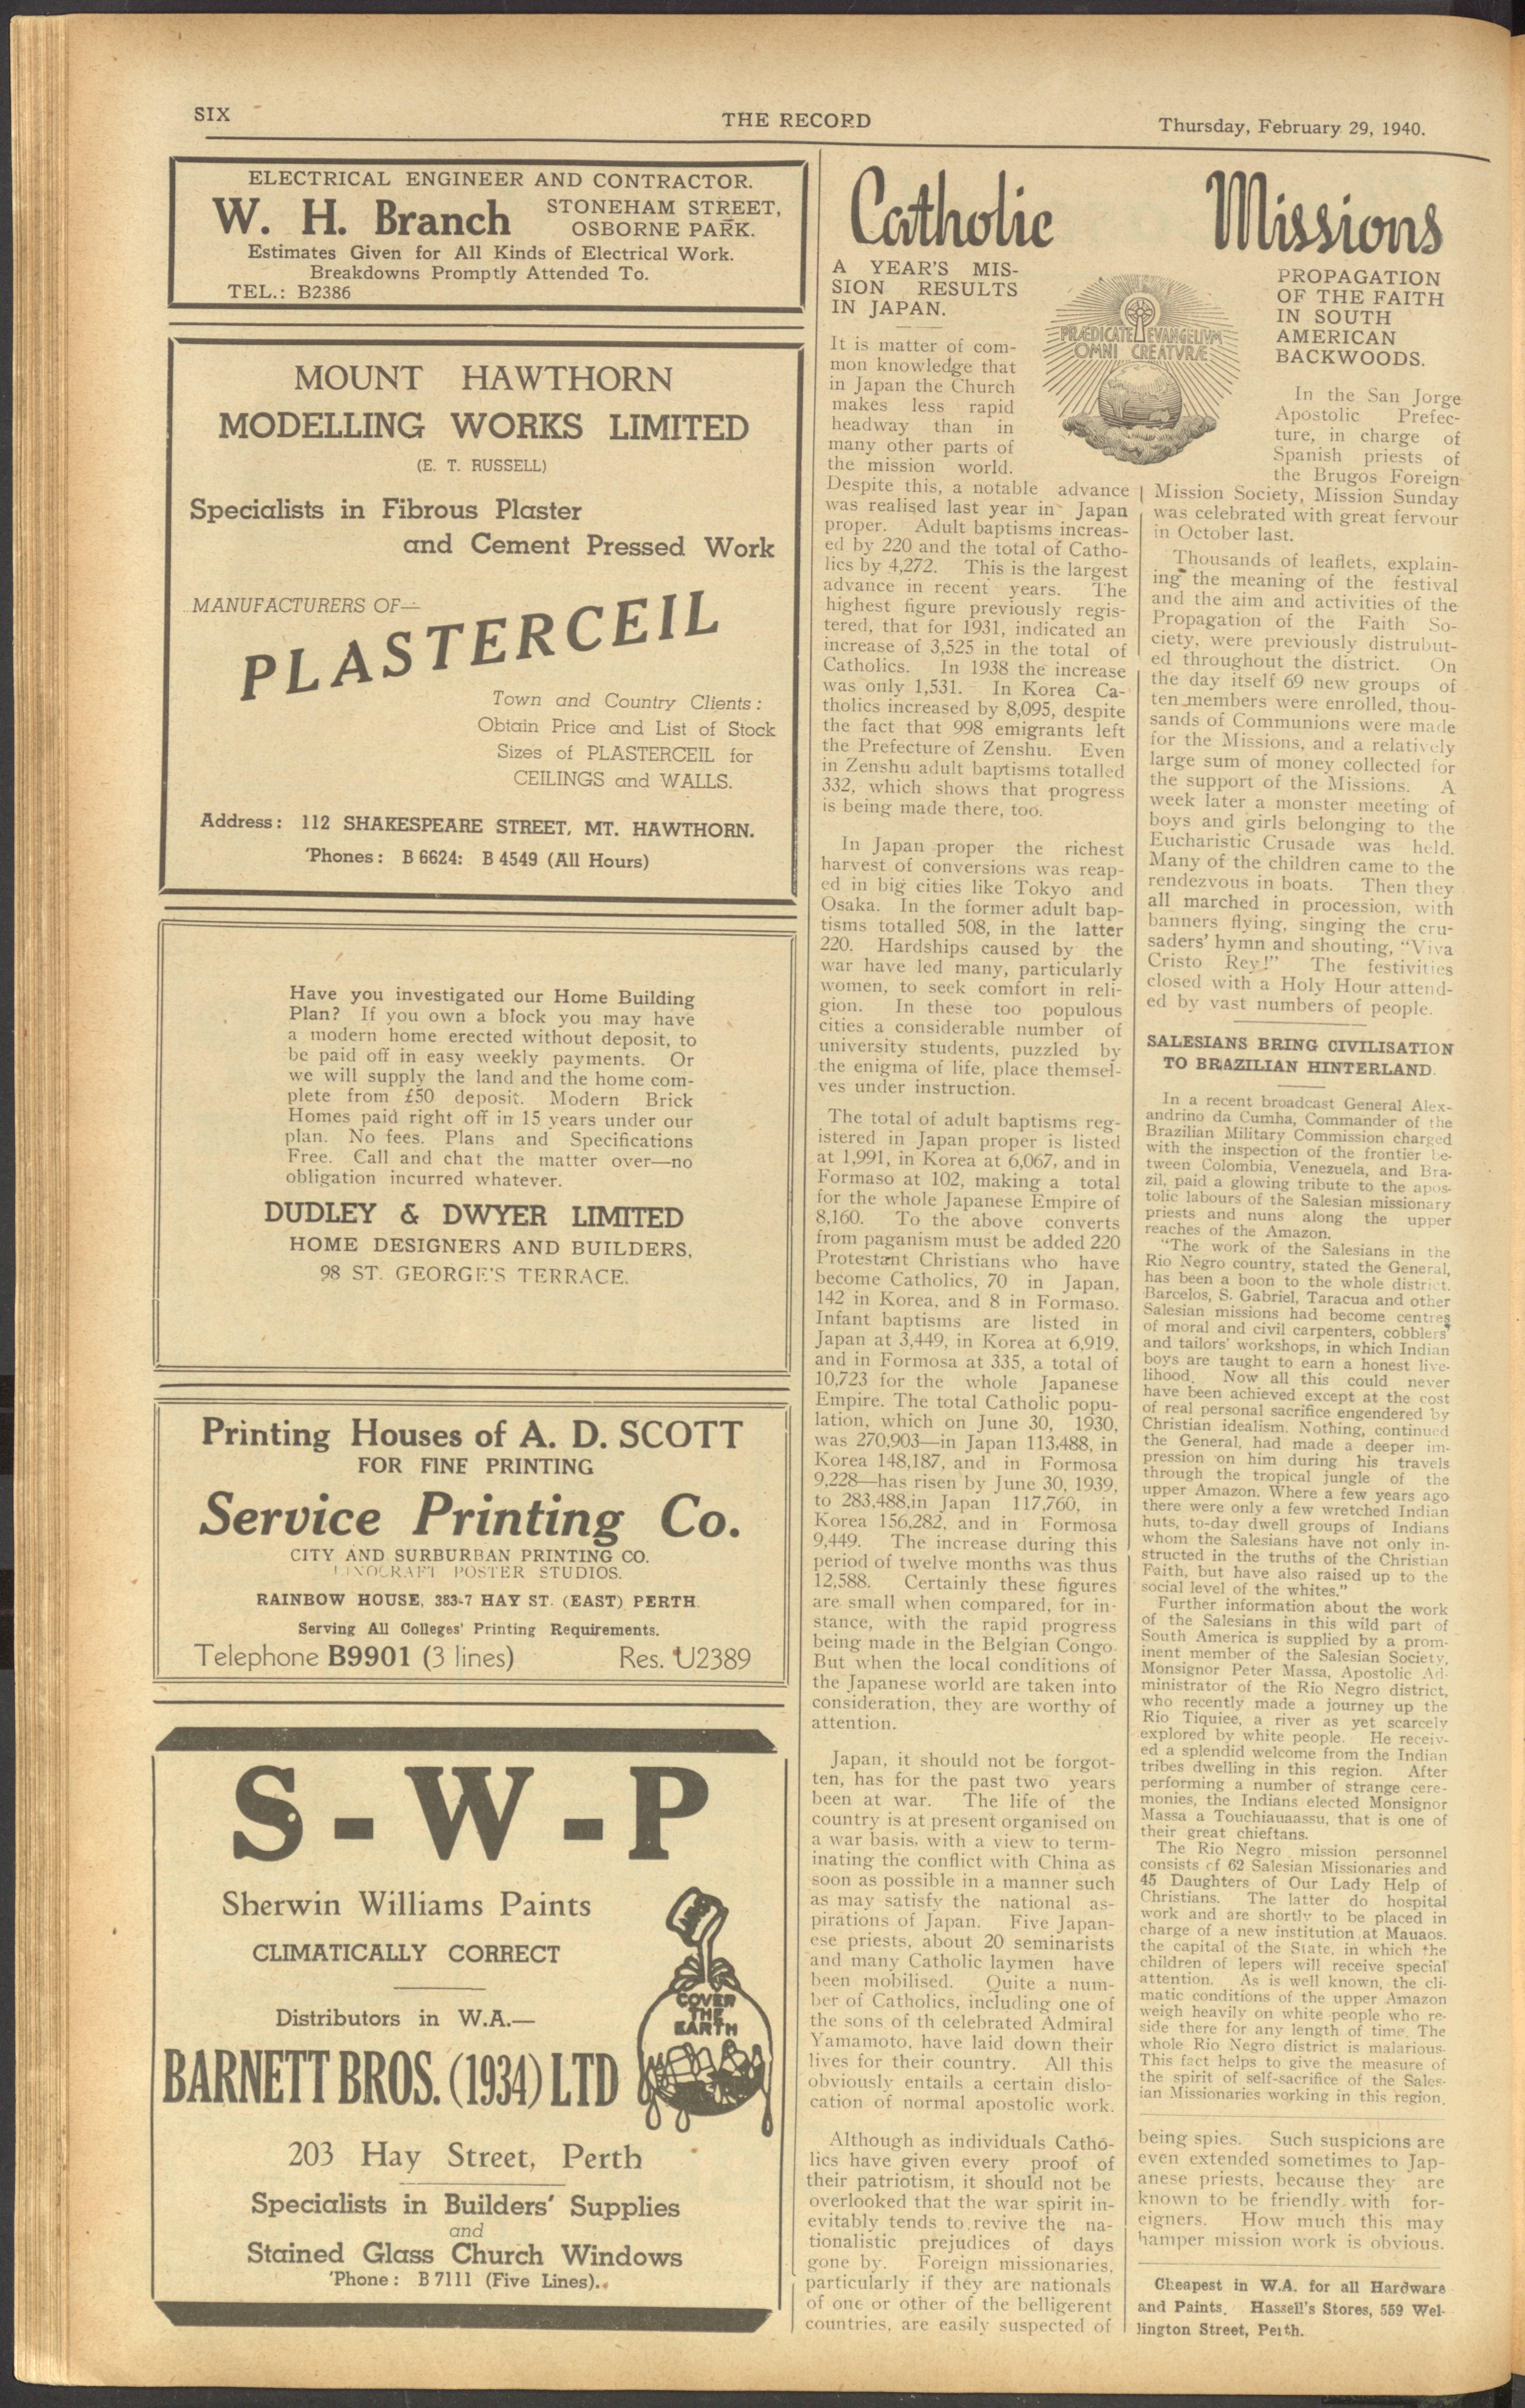 SIX
THE RECORD
Thursday, February 29, 1940.
ELECTRICAL ENGINEER AND CONTRACTOR.
W. H. Branch
STONEHAM STREET,
OSBORNE PARK.
Estimates Given for All Kinds of Electrical Work.
Breakdowns Promptly Attended To.
TEL.: B2386
MOUNT HAWTHORN
MODELLING WORKS LIMITED
(E. T. RUSSELL)
Specialists in Fibrous Plaster
and Cement Pressed Work
MANUFACTURERS OF—
PLASTERCEIL
Town and Country Clients:
Obtain Price and List of Stock
Sizes of PLASTERCEIL for
CEILINGS and WALLS.
Address: 112 SHAKESPEARE STREET, MT. HAWTHORN.
'Phones: B 6624: B 4549 (All Hours)
Have you investigated our Home Building
Plan? If you own a block you may have
a modern home erected without deposit, to
be paid off in easy weekly payments. Or
we will supply the land and the home com-
plete from £50 deposit. Modern Brick
Homes paid right off in 15 years under our
plan. No fees. Plans and Specifications
Free. Call and chat the matter over—no
obligation incurred whatever.
DUDLEY & DWYER LIMITED
HOME DESIGNERS AND BUILDERS,
98 ST. GEORGE'S TERRACE.
Printing Houses of A. D. SCOTT
FOR FINE PRINTING
Service Printing Co.
CITY AND SURBURBAN PRINTING CO.
LINOCRAFT POSTER STUDIOS.
RAINBOW HOUSE, 383-7 HAY ST. (EAST) PERTH.
Serving All Colleges' Printing Requirements.
Telephone B9901 (3 lines) Res. U2389
S-W-P
Sherwin Williams Paints
CLIMATICALLY CORRECT
COVER
THE
EARTH
Distributors in W.A.—
BARNETT BROS. (1934) LTD
203 Hay Street, Perth
Specialists in Builders' Supplies
and
Stained Glass Church Windows
'Phone: B 7111 (Five Lines).
Catholic Missions
PRÆDICATE EVANGELIVM
OMNI CREATVRÆ
A YEAR'S MIS-
SION RESULTS
IN JAPAN.
It is matter of com-
mon knowledge that
in Japan the Church
makes less rapid
headway than in
many other parts of
the mission world.
Despite this, a notable advance
was realised last year in Japan
proper. Adult baptisms increas-
ed by 220 and the total of Catho-
lics by 4,272. This is the largest
advance in recent years. The
highest figure previously regis-
tered, that for 1931, indicated an
increase of 3,525 in the total of
Catholics. In 1938 the increase
was only 1,531. In Korea Ca-
tholics increased by 8,095, despite
the fact that 998 emigrants left
the Prefecture of Zenshu. Even
in Zenshu adult baptisms totalled
332, which shows that progress
is being made there, too.
In Japan proper the richest
harvest of conversions was reap-
ed in big cities like Tokyo and
Osaka. In the former adult bap-
tisms totalled 508, in the latter
220. Hardships caused by the
war have led many, particularly
women, to seek comfort in reli-
gion. In these too populous
cities a considerable number of
university students, puzzled by
the enigma of life, place themsel-
ves under instruction.
The total of adult baptisms reg-
istered in Japan proper is listed
at 1,991, in Korea at 6,067, and in
Formaso at 102, making a total
for the whole Japanese Empire of
8,160. To the above converts
from paganism must be added 220
Protestant Christians who have
become Catholics, 70 in Japan,
142 in Korea, and 8 in Formaso.
Infant baptisms are listed in
Japan at 3,449, in Korea at 6,919,
and in Formosa at 335, a total of
10,723 for the whole Japanese
Empire. The total Catholic popu-
lation, which on June 30, 1930,
was 270,903—in Japan 113,488, in
Korea 148,187, and in Formosa
9,228—has risen by June 30, 1939,
to 283,488,in Japan 117,760, in
Korea 156,282, and in Formosa
9,449. The increase during this
period of twelve months was thus
12,588. Certainly these figures
are small when compared, for in-
stance, with the rapid progress
being made in the Belgian Congo.
But when the local conditions of
the Japanese world are taken into
consideration, they are worthy of
attention.
Japan, it should not be forgot-
ten, has for the past two years
been at war. The life of the
country is at present organised on
a war basis, with a view to term-
inating the conflict with China as
soon as possible in a manner such
as may satisfy the national as-
pirations of Japan. Five Japan-
ese priests, about 20 seminarists
and many Catholic laymen have
been mobilised. Quite a num-
ber of Catholics, including one of
the sons of th celebrated Admiral
Yamamoto, have laid down their
lives for their country. All this
obviously entails a certain dislo-
cation of normal apostolic work.
Although as individuals Catho-
lics have given every proof of
their patriotism, it should not be
overlooked that the war spirit in-
evitably tends to revive the na-
tionalistic prejudices of days
gone by. Foreign missionaries,
particularly if they are nationals
of one or other of the belligerent
countries, are easily suspected of
PROPAGATION
OF THE FAITH
IN SOUTH
AMERICAN
BACKWOODS.
In the San Jorge
Apostolic Prefec-
ture, in charge of
Spanish priests of
the Brugos Foreign
Mission Society, Mission Sunday
was celebrated with great fervour
in October last.
Thousands of leaflets, explain-
ing the meaning of the festival
and the aim and activities of the
Propagation of the Faith So-
ciety, were previously distrubut-
ed throughout the district. On
the day itself 69 new groups of
ten members were enrolled, thou-
sands of Communions were made
for the Missions, and a relatively
large sum of money collected for
the support of the Missions. A
week later a monster meeting of
boys and girls belonging to the
Eucharistic Crusade was held.
Many of the children came to the
rendezvous in boats. Then they
all marched in procession, with
banners flying, singing the cru-
saders' hymn and shouting, "Viva
Cristo Rey!" The festivities
closed with a Holy Hour attend-
ed by vast numbers of people.
SALESIANS BRING CIVILISATION
TO BRAZILIAN HINTERLAND.
In a recent broadcast General Alex-
andrino da Cumha, Commander of the
Brazilian Military Commission charged
with the inspection of the frontier be-
tween Colombia, Venezuela, and Bra-
zil, paid a glowing tribute to the apos-
tolic labours of the Salesian missionary
priests and nuns along the upper
reaches of the Amazon.
"The work of the Salesians in the
Rio Negro country, stated the General,
has been a boon to the whole district.
Barcelos, S. Gabriel, Taracua and other
Salesian missions had become centres
of moral and civil carpenters, cobblers'
and tailors' workshops, in which Indian
boys are taught to earn a honest live-
lihood. Now all this could never
have been achieved except at the cost
of real personal sacrifice engendered by
Christian idealism. Nothing, continued
the General, had made a deeper im-
pression on him during his travels
through the tropical jungle of the
upper Amazon. Where a few years ago
there were only a few wretched Indian
huts, to-day dwell groups of Indians
whom the Salesians have not only in-
structed in the truths of the Christian
Faith, but have also raised up to the
social level of the whites."
Further information about the work
of the Salesians in this wild part of
South America is supplied by a prom-
inent member of the Salesian Society,
Monsignor Peter Massa, Apostolic Ad-
ministrator of the Rio Negro district,
who recently made a journey up the
Rio Tiquiee, a river as yet scarcely
explored by white people. He receiv-
ed a splendid welcome from the Indian
tribes dwelling in this region. After
performing a number of strange cere-
monies, the Indians elected Monsignor
Massa a Touchiauaassu, that is one of
their great chieftans.
The Rio Negro mission personnel
consists of 62 Salesian Missionaries and
45 Daughters of Our Lady Help of
Christians. The latter do hospital
work and are shortly to be placed in
charge of a new institution at Mauaos.
the capital of the State, in which the
children of lepers will receive special
attention. As is well known, the cli-
matic conditions of the upper Amazon
weigh heavily on white people who re-
side there for any length of time. The
whole Rio Negro district is malarious.
This fact helps to give the measure of
the spirit of self-sacrifice of the Sales-
ian Missionaries working in this region.
being spies. Such suspicions are
even extended sometimes to Jap-
anese priests, because they are
known to be friendly with for-
eigners. How much this may
hamper mission work is obvious.
Cheapest in W.A. for all Hardware
and Paints. Hassell's Stores, 559 Wel-
lington Street, Perth.